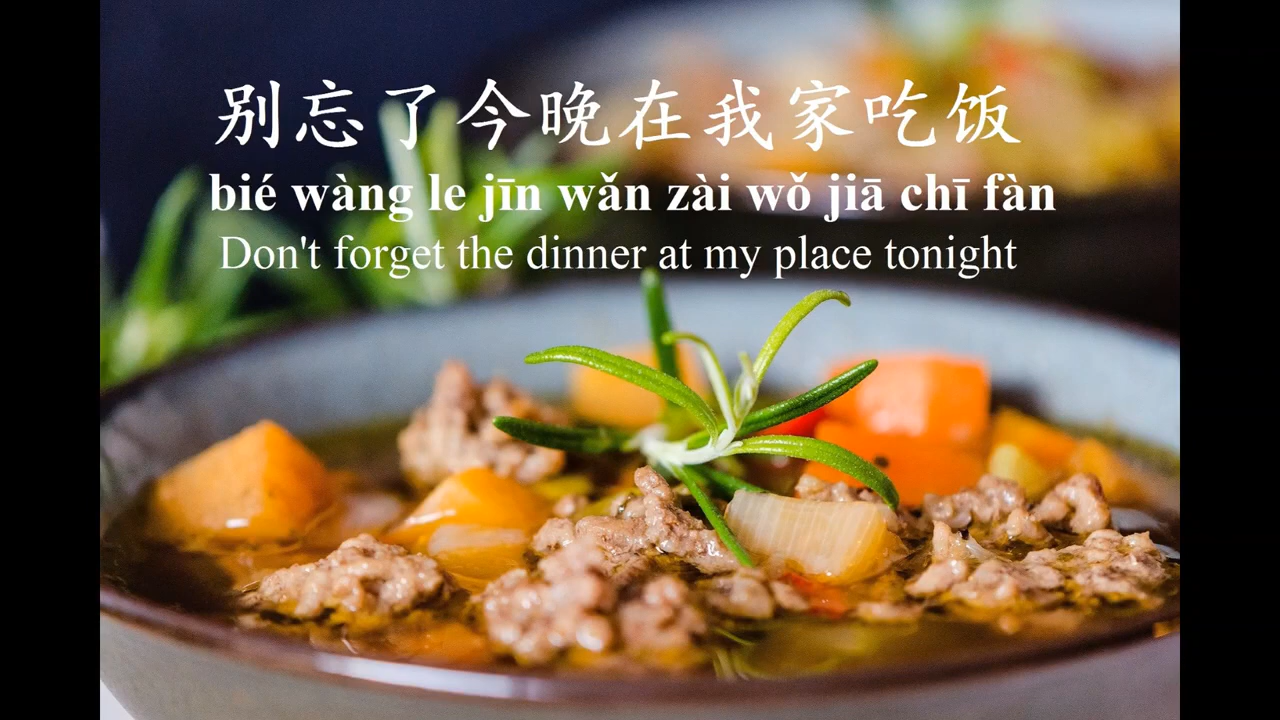 别忘了今晚在我家吃饭
bié wàng le jīn wǎn zài wǒ jiā chī fàn
Don't forget the dinner at my place tonight